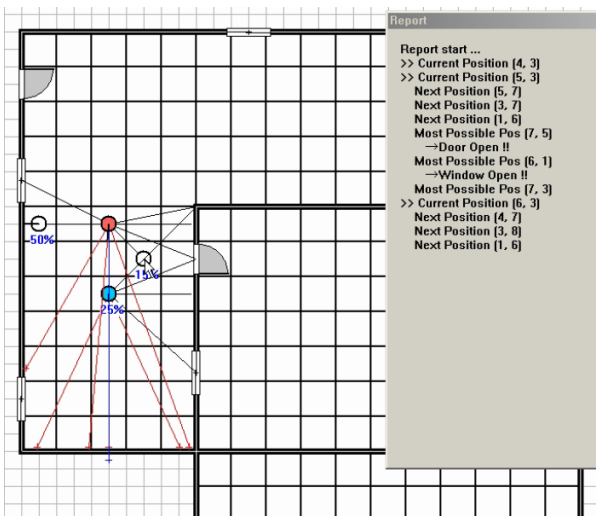 Report
Report start ...
>> Current Position [4, 3]
>> Current Position [5, 3]
Next Position [5, 7]
Next Position [3, 7]
Next Position [1, 6]
Most Possible Pos [7, 5]
→Door Open !!
Most Possible Pos [6, 1]
→Window Open !!
Most Possible Pos [7, 3]
>> Current Position [6, 3]
Next Position [4, 7]
Next Position [3, 8]
Next Position [1, 6]
50%
15%
25%